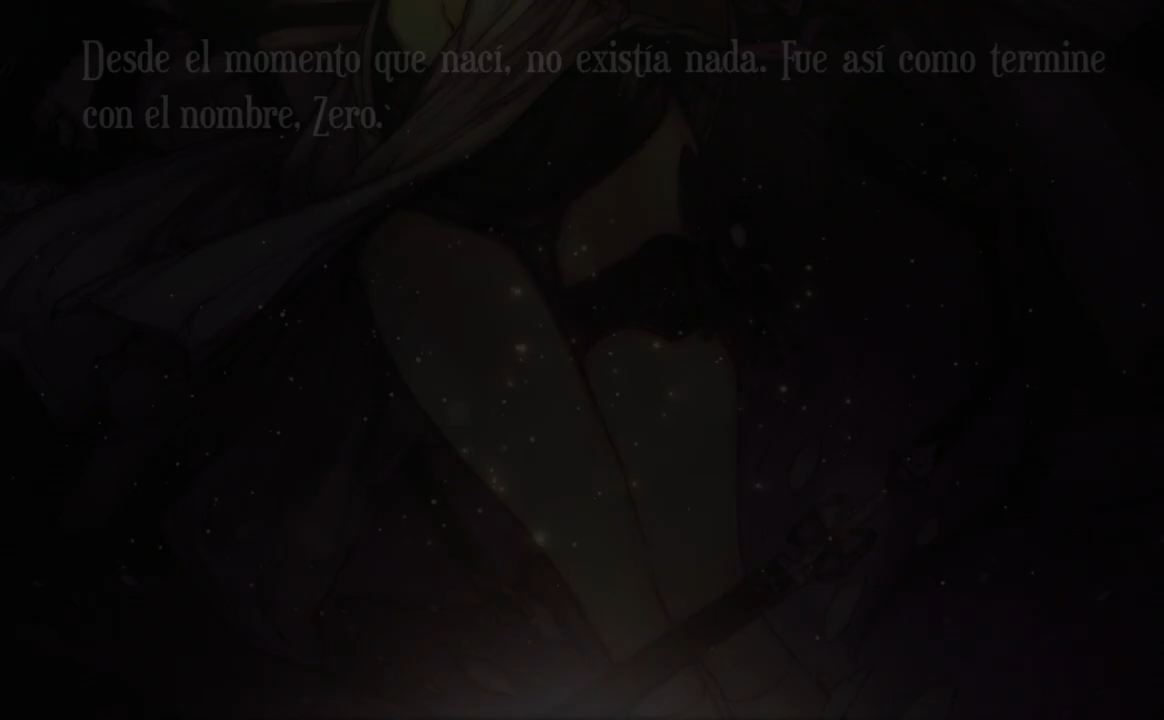 Desde el momento que nací, no existía nada. Fue así como termine
con el nombre, Zero.